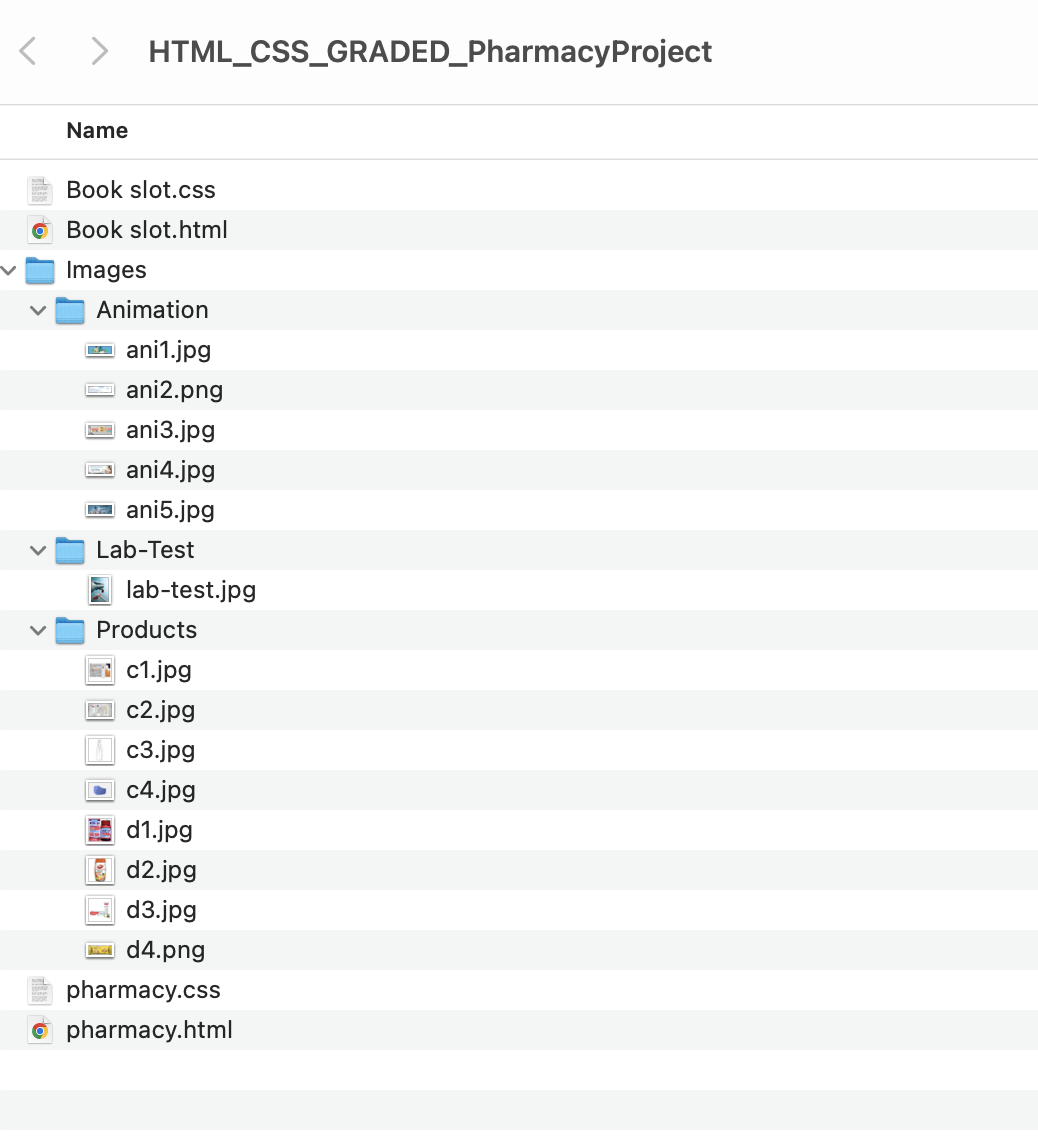 HTML_CSS_GRADED_PharmacyProject
Name
Book slot.css
Book slot.html
Images
Animation
ani1.jpg
ani2.png
ani3.jpg
ani4.jpg
ani5.jpg
Lab-Test
lab-test.jpg
Products
c1.jpg
c2.jpg
c3.jpg
c4.jpg
d1.jpg
d2.jpg
d3.jpg
d4.png
pharmacy.css
pharmacy.html